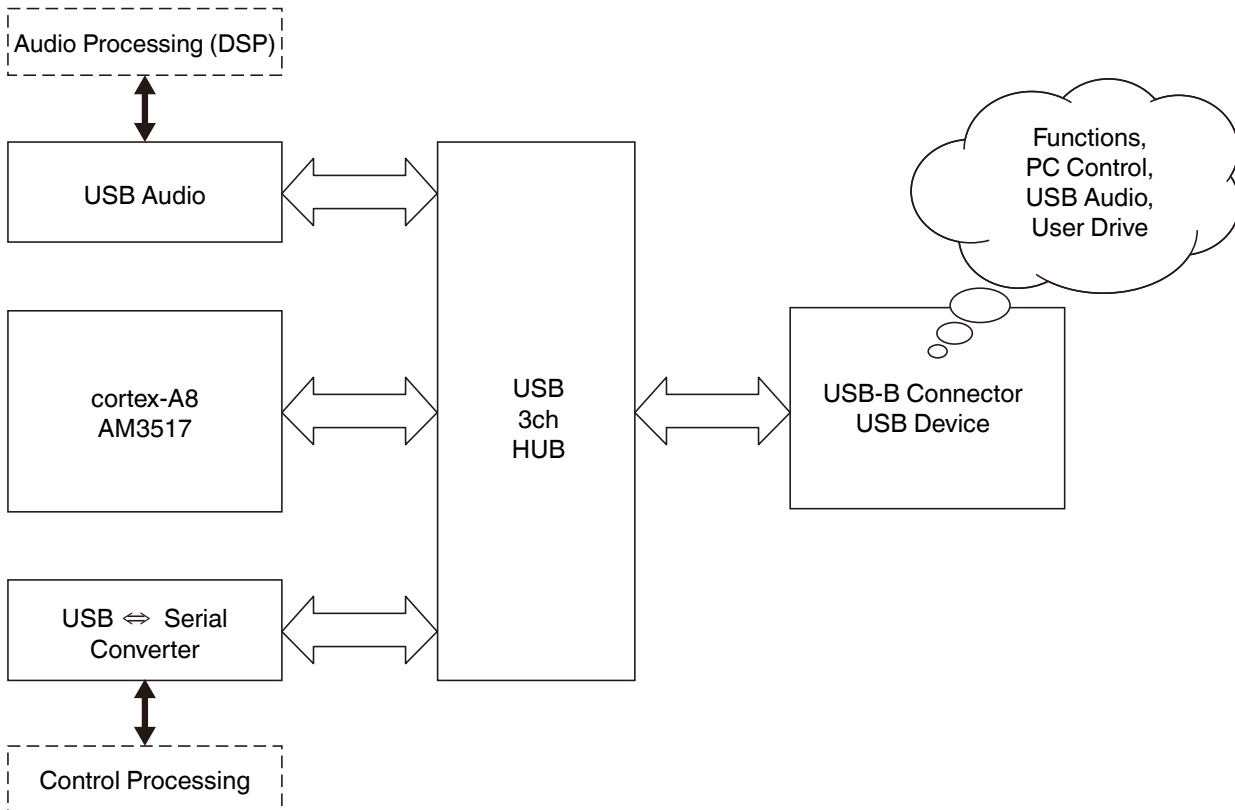 Audio Processing (DSP)
USB Audio
cortex-A8
AM3517
USB ⇔ Serial
Converter
Control Processing
USB
3ch
HUB
USB-B Connector
USB Device
Functions,
PC Control,
USB Audio,
User Drive